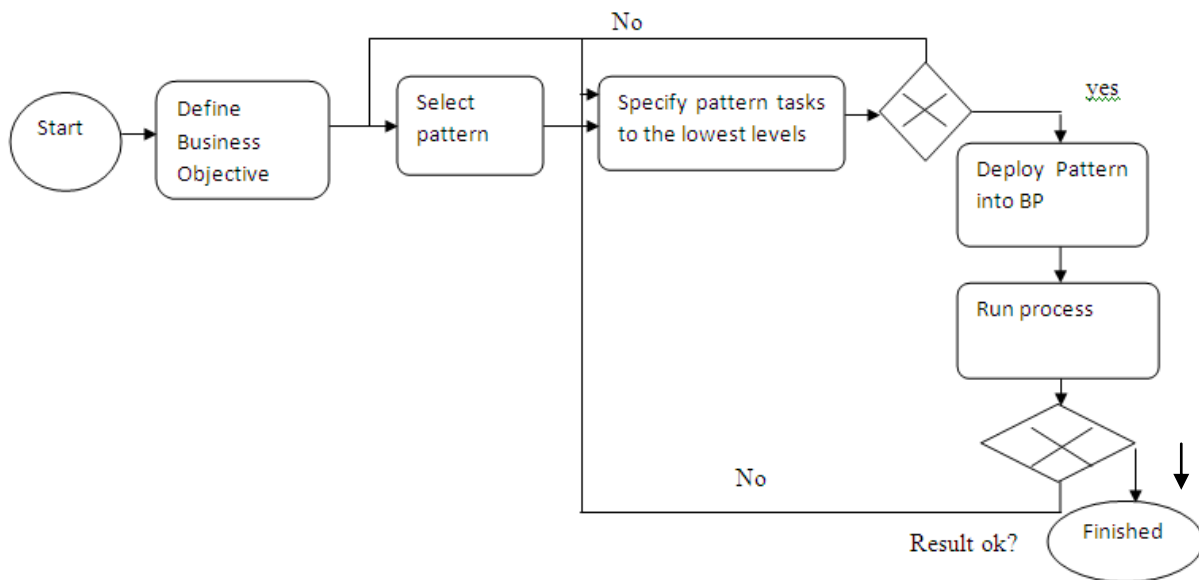 No
Start
Define
Business
Objective
Select
pattern
Specify pattern tasks
to the lowest levels
yes
Deploy Pattern
into BP
Run process
No
Result ok?
Finished